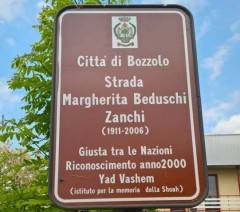 Città di Bozzolo
Strada
Margherita Beduschi
Zanchi
(1911-2006)
Giusta tra le Nazioni
Riconoscimento anno2000
Yad Vashem
(istituto per la memoria della Shoah)